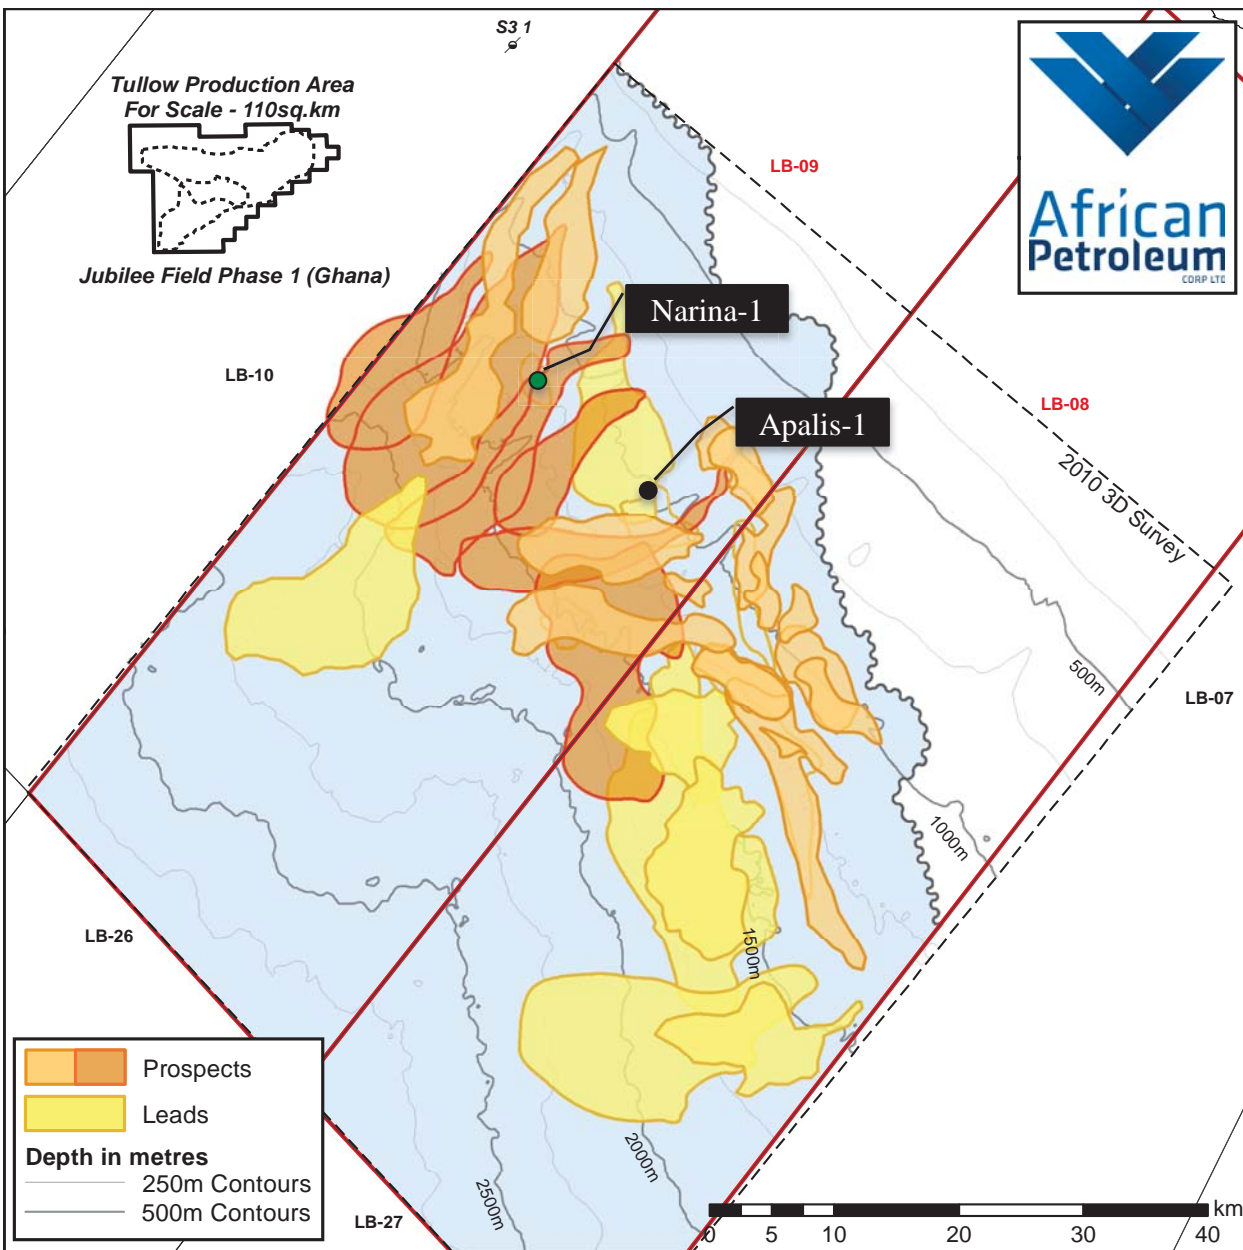 S3 1
Tullow Production Area
For Scale - 110sq.km
Jubilee Field Phase 1 (Ghana)
African
Petroleum
CORP LTD
LB-09
Narina-1
LB-10
LB-08
Apalis-1
2010 3D Survey
500m
LB-07
1000m
LB-26
1500m
Prospects
Leads
Depth in metres
250m Contours
500m Contours
2000m
2500m
LB-27
km
0 5 10 20 30 40